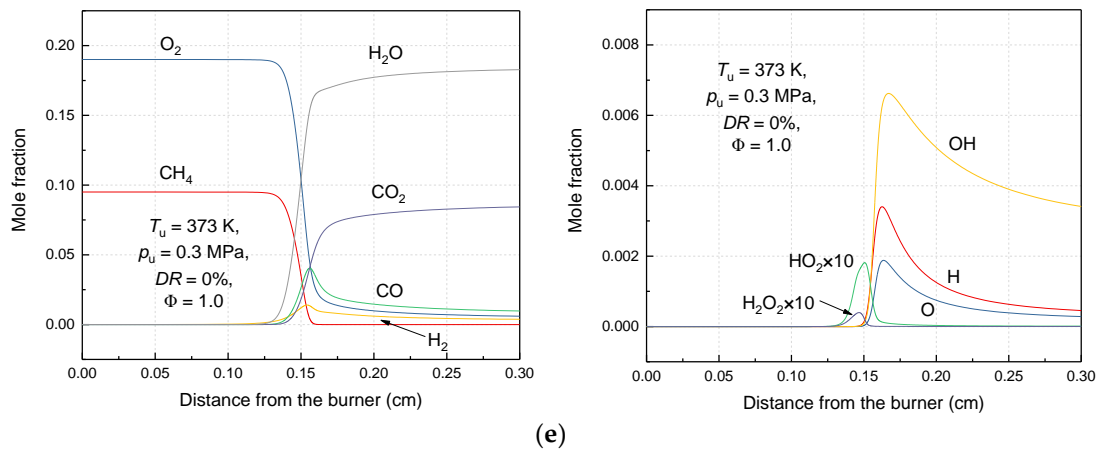 0.20
0.15
0.10
0.05
0.00
Mole fraction
O₂
H₂O
CH₄
CO₂
T_u = 373 K,
p_u = 0.3 MPa,
DR = 0%,
Φ = 1.0
CO
H₂
0.00 0.05 0.10 0.15 0.20 0.25 0.30
Distance from the burner (cm)
0.008
0.006
0.004
0.002
0.000
Mole fraction
T_u = 373 K,
p_u = 0.3 MPa,
DR = 0%,
Φ = 1.0
OH
HO₂×10
H
H₂O₂×10
O
0.00 0.05 0.10 0.15 0.20 0.25 0.30
Distance from the burner (cm)
(e)